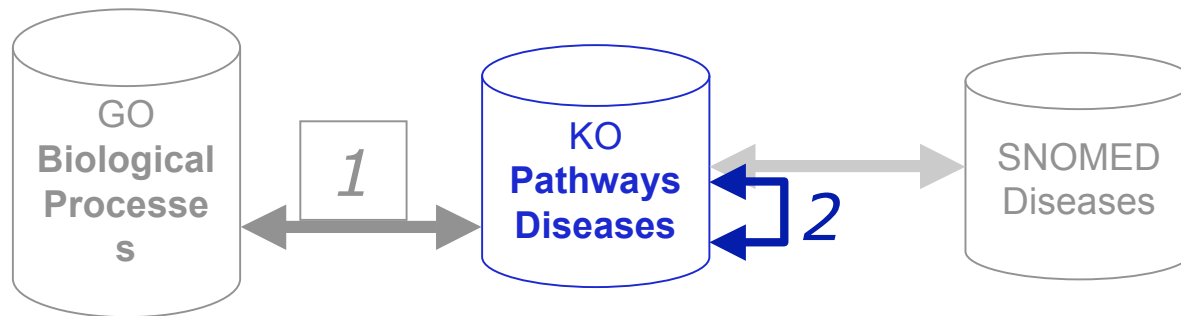 GO
Biological
Processe
s
1
KO
Pathways
Diseases
2
SNOMED
Diseases